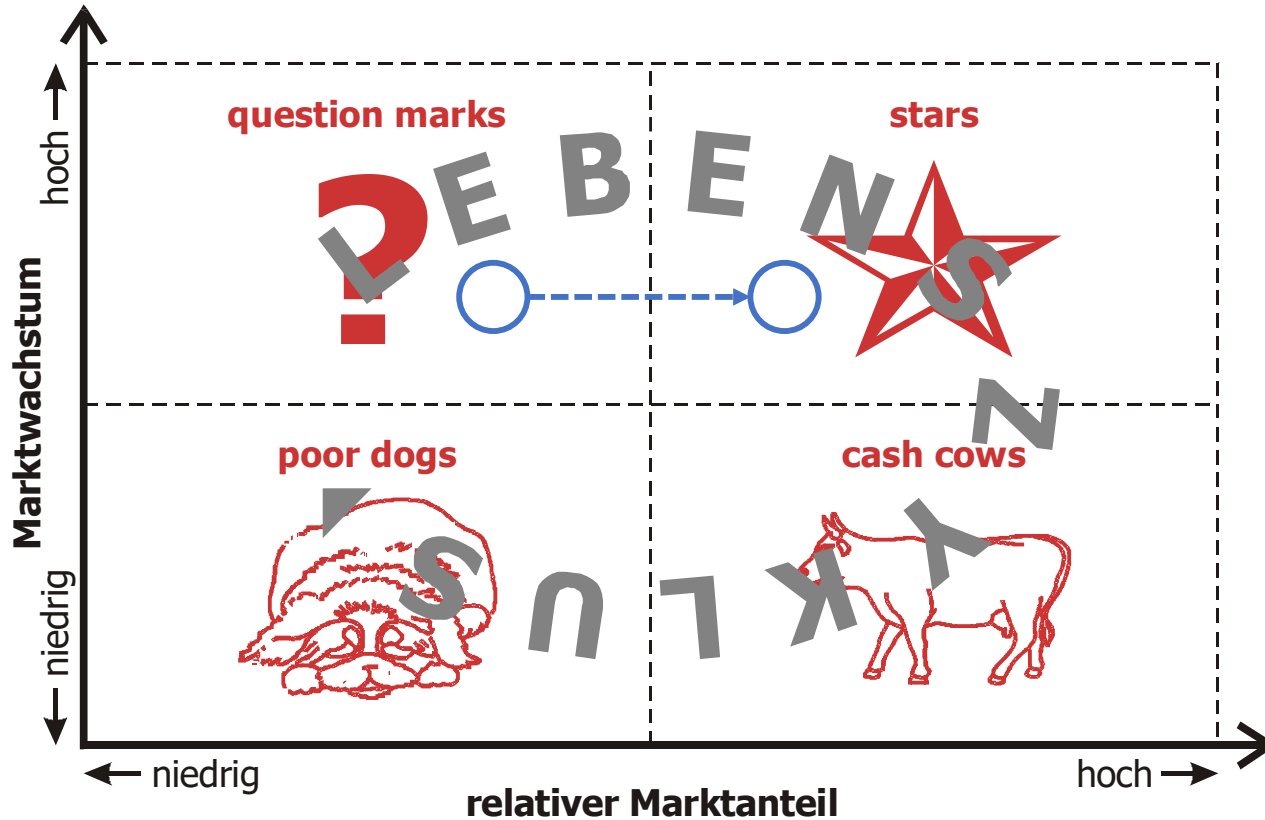 question marks
stars
?
LEBENSZYKLUS
hoch
Marktwachstum
niedrig
poor dogs
cash cows
niedrig
hoch
relativer Marktanteil